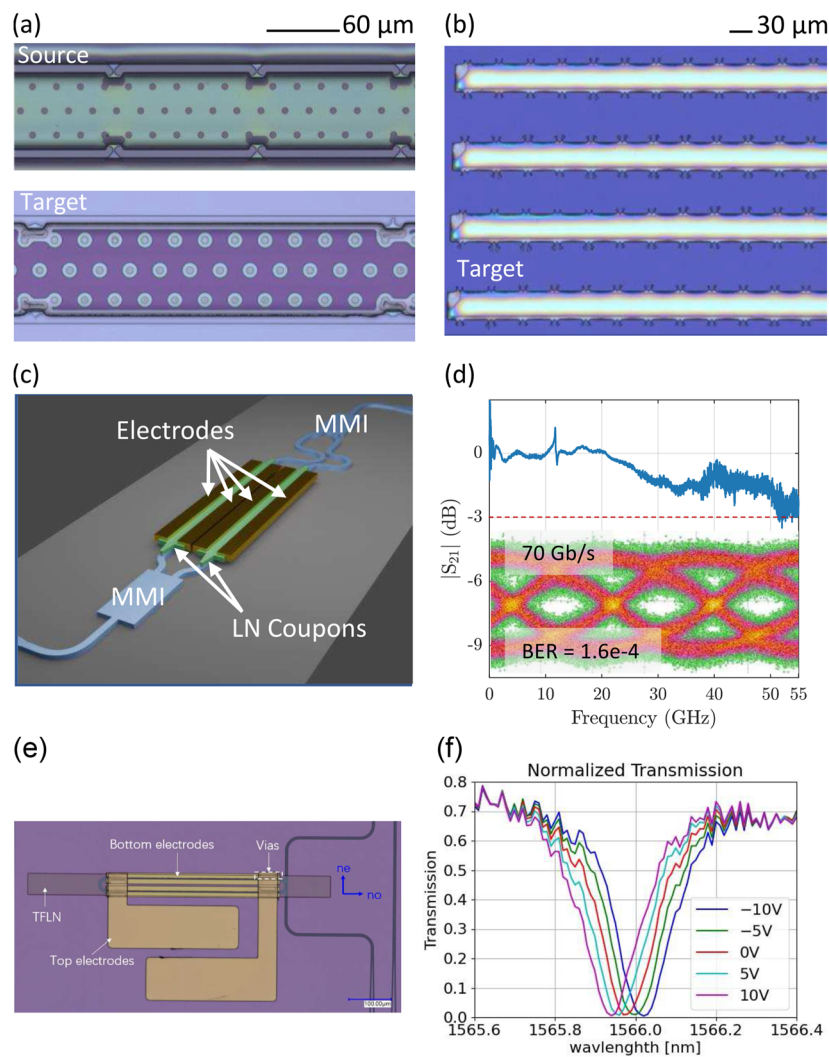 (a)
60 μm
Source
Target
(b)
30 μm
Target
(c)
Electrodes
MMI
MMI
LN Coupons
(d)
0
-3
-6
-9
|S21| (dB)
70 Gb/s
BER = 1.6e-4
0 10 20 30 40 50 55
Frequency (GHz)
(e)
Bottom electrodes
Vias
ne
no
TFLN
Top electrodes
100.00μm
(f)
Normalized Transmission
0.8
0.7
0.6
0.5
0.4
0.3
0.2
0.1
0.0
Transmission
−10V
−5V
0V
5V
10V
1565.6 1565.8 1566.0 1566.2 1566.4
wavlenghth [nm]